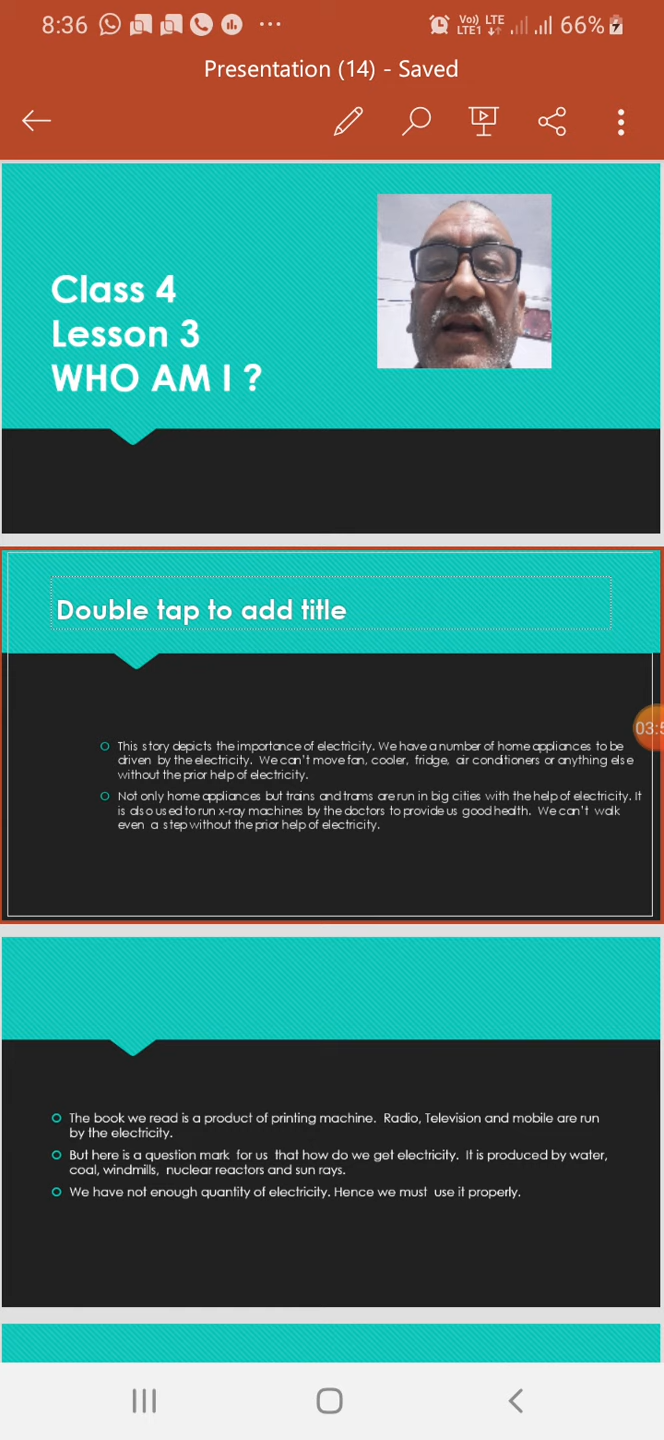 8:36
Vo)) LTE
LTE1
66%
Presentation (14) - Saved
Class 4
Lesson 3
WHO AM I ?
Double tap to add title
03:5
This story depicts the importance of electricity. We have a number of home appliances to be
driven by the electricity. We can't move fan, cooler, fridge, air conditioners or anything else
without the prior help of electricity.
Not only home appliances but trains and trams are run in big cities with the help of electricity. It
is also used to run x-ray machines by the doctors to provide us good health. We can't walk
even a step without the prior help of electricity.
The book we read is a product of printing machine. Radio, Television and mobile are run
by the electricity.
But here is a question mark for us that how do we get electricity. It is produced by water,
coal, windmills, nuclear reactors and sun rays.
We have not enough quantity of electricity. Hence we must use it properly.